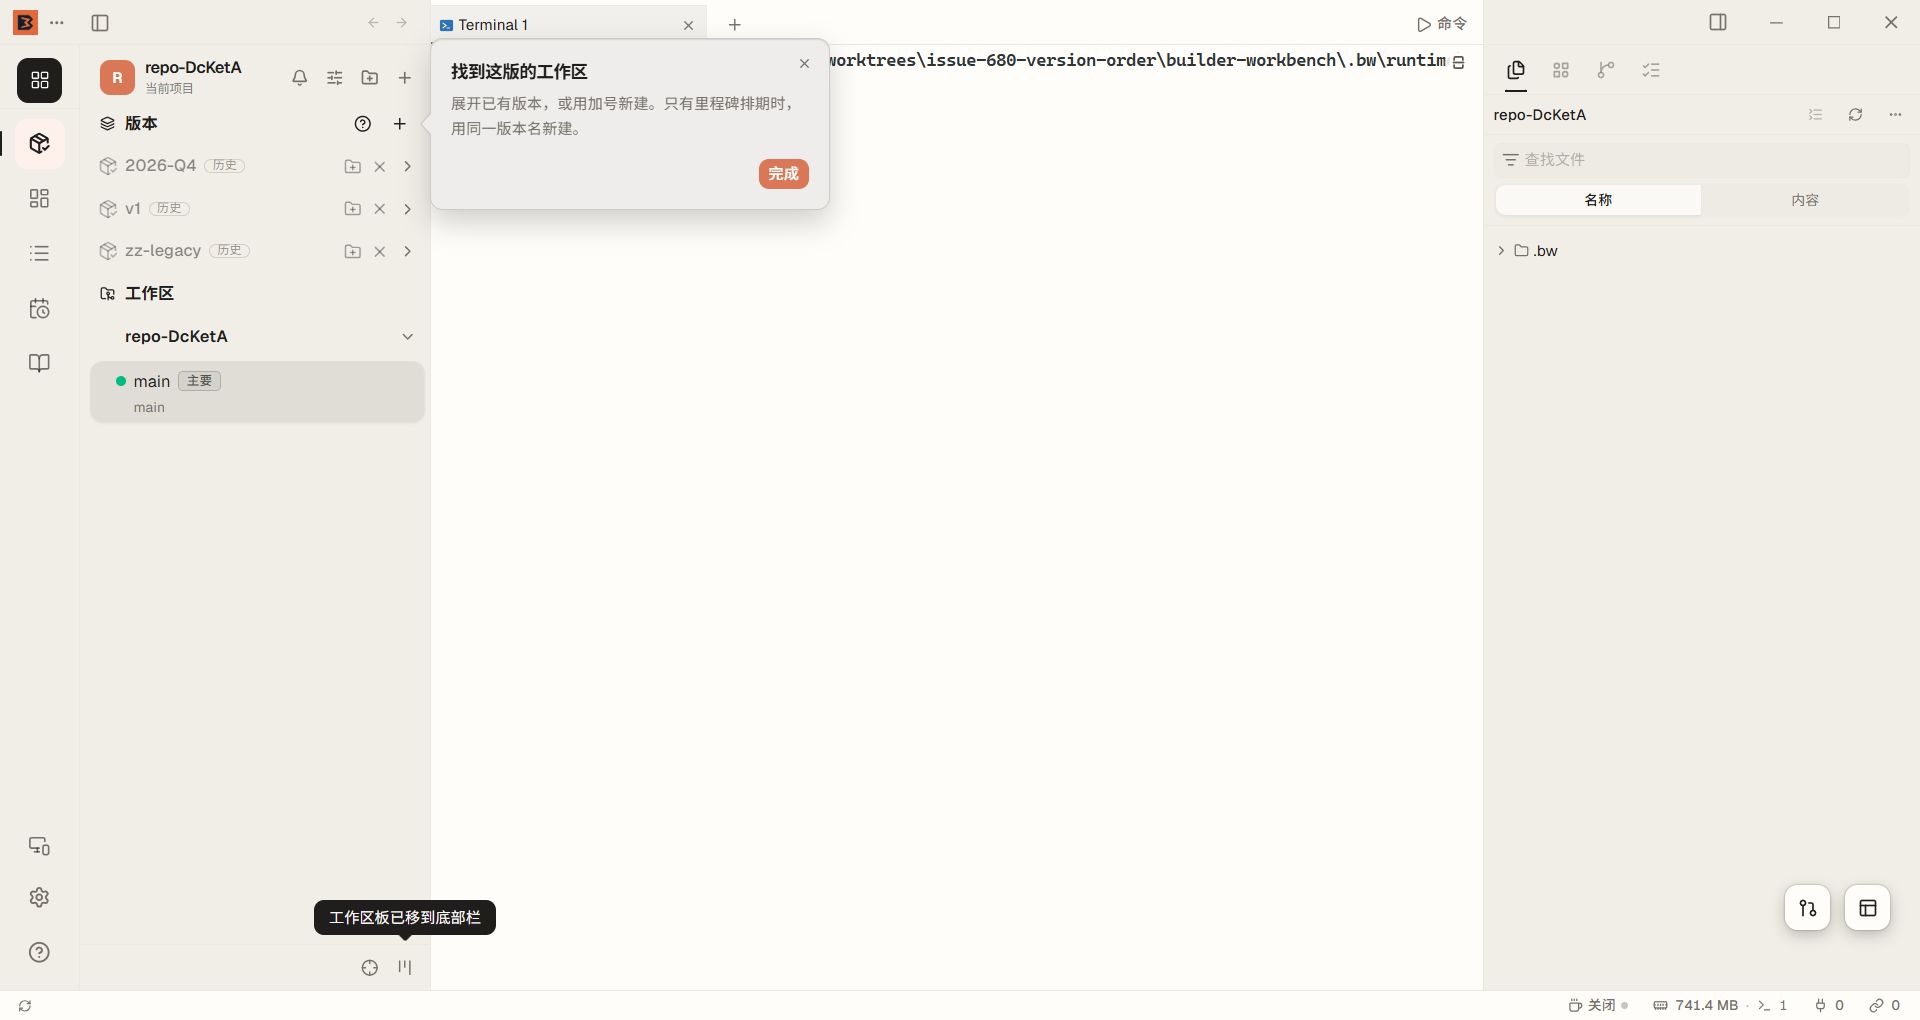 Terminal 1
命令
R
repo-DcKetA
当前项目
版本
2026-Q4 历史
v1 历史
zz-legacy 历史
工作区
repo-DcKetA
main 主要
main
找到这版的工作区
展开已有版本，或用加号新建。只有里程碑排期时，
用同一版本名新建。
完成
worktrees\issue-680-version-order\builder-workbench\.bw\runtim
repo-DcKetA
查找文件
名称
内容
.bw
工作区板已移到底部栏
关闭
741.4 MB · 1
0
0